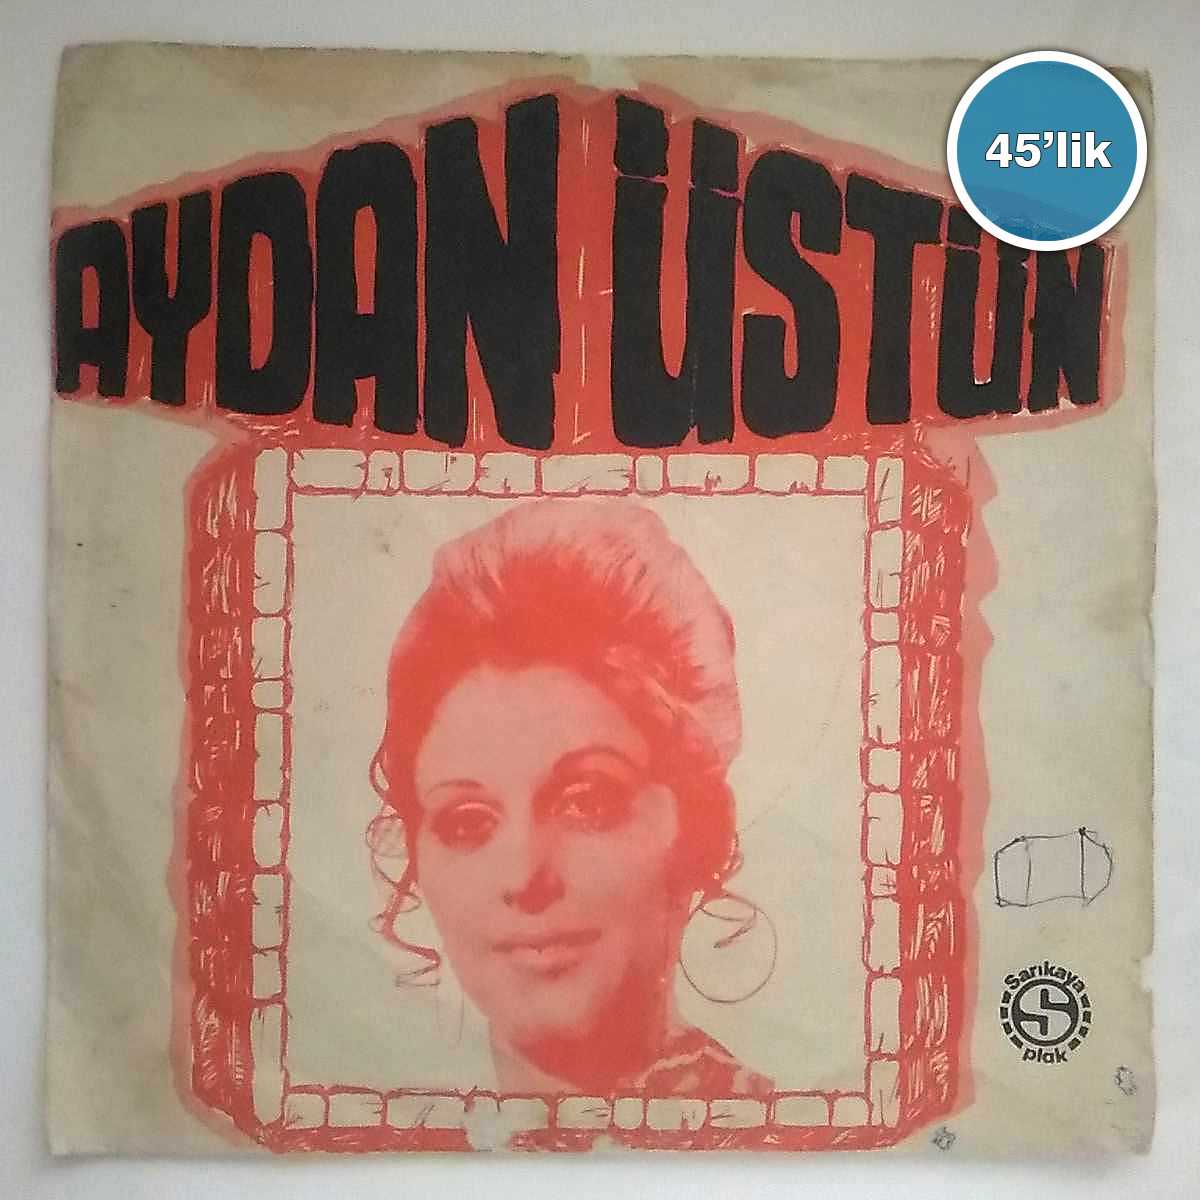 AYDAN ÜSTÜN
45'lik
Sarıkaya
S
plak